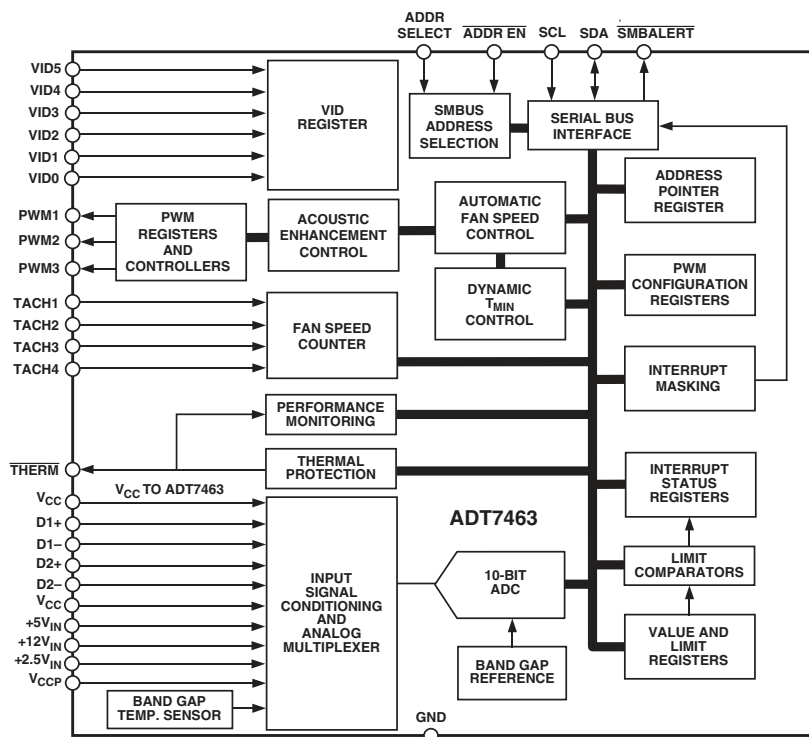 ADDR
SELECT
ADDR EN
SCL
SDA
SMBALERT
VID5
VID4
VID3
VID2
VID1
VID0
VID
REGISTER
SMBUS
ADDRESS
SELECTION
SERIAL BUS
INTERFACE
ADDRESS
POINTER
REGISTER
PWM1
PWM2
PWM3
PWM
REGISTERS
AND
CONTROLLERS
ACOUSTIC
ENHANCEMENT
CONTROL
AUTOMATIC
FAN SPEED
CONTROL
DYNAMIC
TMIN
CONTROL
PWM
CONFIGURATION
REGISTERS
TACH1
TACH2
TACH3
TACH4
FAN SPEED
COUNTER
INTERRUPT
MASKING
PERFORMANCE
MONITORING
THERM
THERMAL
PROTECTION
INTERRUPT
STATUS
REGISTERS
VCC TO ADT7463
ADT7463
VCC
D1+
D1–
D2+
D2–
VCC
+5VIN
+12VIN
+2.5VIN
VCCP
INPUT
SIGNAL
CONDITIONING
AND
ANALOG
MULTIPLEXER
10-BIT
ADC
LIMIT
COMPARATORS
VALUE AND
LIMIT
REGISTERS
BAND GAP
REFERENCE
BAND GAP
TEMP. SENSOR
GND